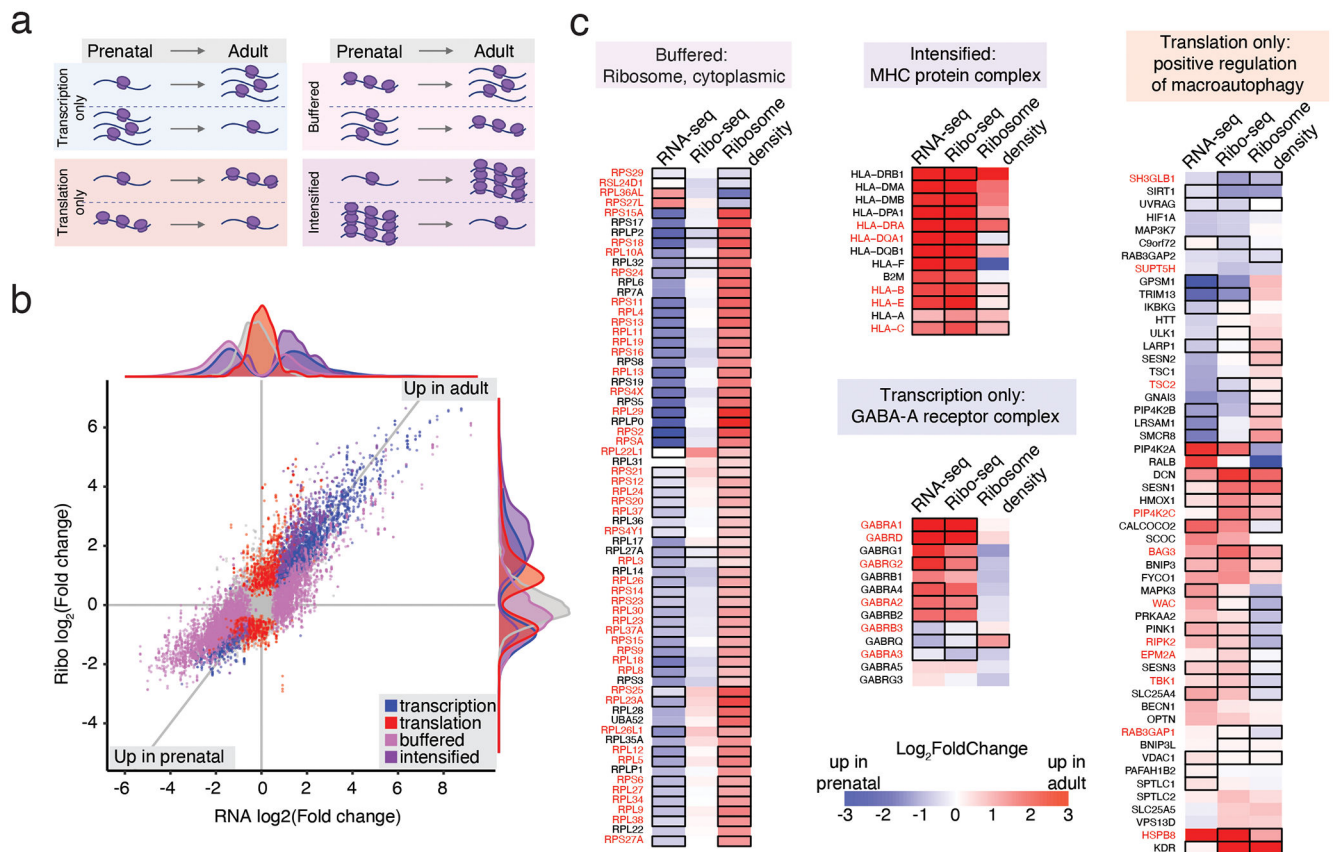 a
Prenatal
Adult
Transcription
only
Translation
only
Prenatal
Adult
Buffered
Intensified
b
Up in adult
Up in prenatal
6
4
2
0
-2
-4
Ribo log2(Fold change)
-6
-4
-2
0
2
4
6
8
RNA log2(Fold change)
transcription
translation
buffered
intensified
c
Buffered:
Ribosome, cytoplasmic
RNA-seq
Ribo-seq
Ribosome
density
RPS29
RSL24D1
RPL36AL
RPS27L
RPS15A
RPS17
RPLP2
RPS18
RPL10A
RPL32
RPS24
RPL6
RP7A
RPS11
RPL4
RPS13
RPL11
RPL19
RPS16
RPS8
RPL13
RPS19
RPS4X
RPS5
RPL29
RPLP0
RPS2
RPSA
RPL22L1
RPL31
RPS21
RPS12
RPL24
RPS20
RPL37
RPL36
RPS4Y1
RPL17
RPL27A
RPL3
RPL14
RPL26
RPS14
RPS23
RPL30
RPL23
RPL37A
RPS15
RPS9
RPL18
RPL8
RPS3
RPS25
RPL23A
RPL28
UBA52
RPL26L1
RPL35A
RPL12
RPL5
RPLP1
RPS6
RPL27
RPL34
RPL9
RPL38
RPL22
RPS27A
Intensified:
MHC protein complex
RNA-seq
Ribo-seq
Ribosome
density
HLA-DRB1
HLA-DMA
HLA-DMB
HLA-DPA1
HLA-DRA
HLA-DQA1
HLA-DQB1
HLA-F
B2M
HLA-B
HLA-E
HLA-A
HLA-C
Transcription only:
GABA-A receptor complex
RNA-seq
Ribo-seq
Ribosome
density
GABRA1
GABRD
GABRG1
GABRG2
GABRB1
GABRA4
GABRA2
GABRB2
GABRB3
GABRQ
GABRA3
GABRA5
GABRG3
Log2FoldChange
up in
prenatal
up in
adult
-3
-2
-1
0
1
2
3
Translation only:
positive regulation
of macroautophagy
RNA-seq
Ribo-seq
Ribosome
density
SH3GLB1
SIRT1
UVRAG
HIF1A
MAP3K7
C9orf72
RAB3GAP2
SUPT5H
GPSM1
TRIM13
IKBKG
HTT
ULK1
LARP1
SESN2
TSC1
TSC2
GNAI3
PIP4K2B
LRSAM1
SMCR8
PIP4K2A
RALB
DCN
SESN1
HMOX1
PIP4K2C
CALCOCO2
SCOC
BAG3
BNIP3
FYCO1
MAPK3
WAC
PRKAA2
PINK1
RIPK2
EPM2A
SESN3
TBK1
SLC25A4
BECN1
OPTN
RAB3GAP1
BNIP3L
VDAC1
PAFAH1B2
SPTLC1
SPTLC2
SLC25A5
VPS13D
HSPB8
KDR